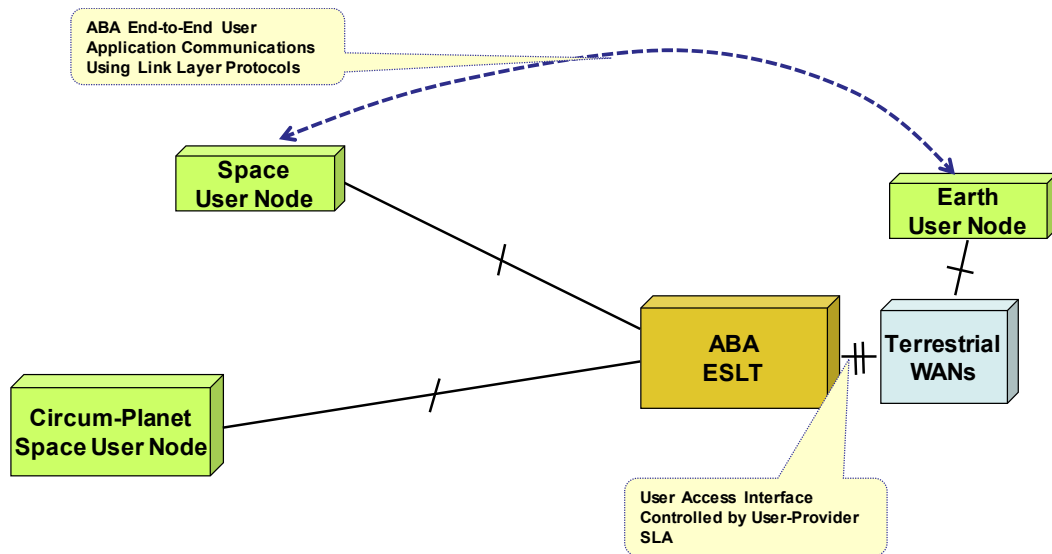 ABA End-to-End User
Application Communications
Using Link Layer Protocols
Space
User Node
Earth
User Node
ABA
ESLT
Terrestrial
WANs
Circum-Planet
Space User Node
User Access Interface
Controlled by User-Provider
SLA